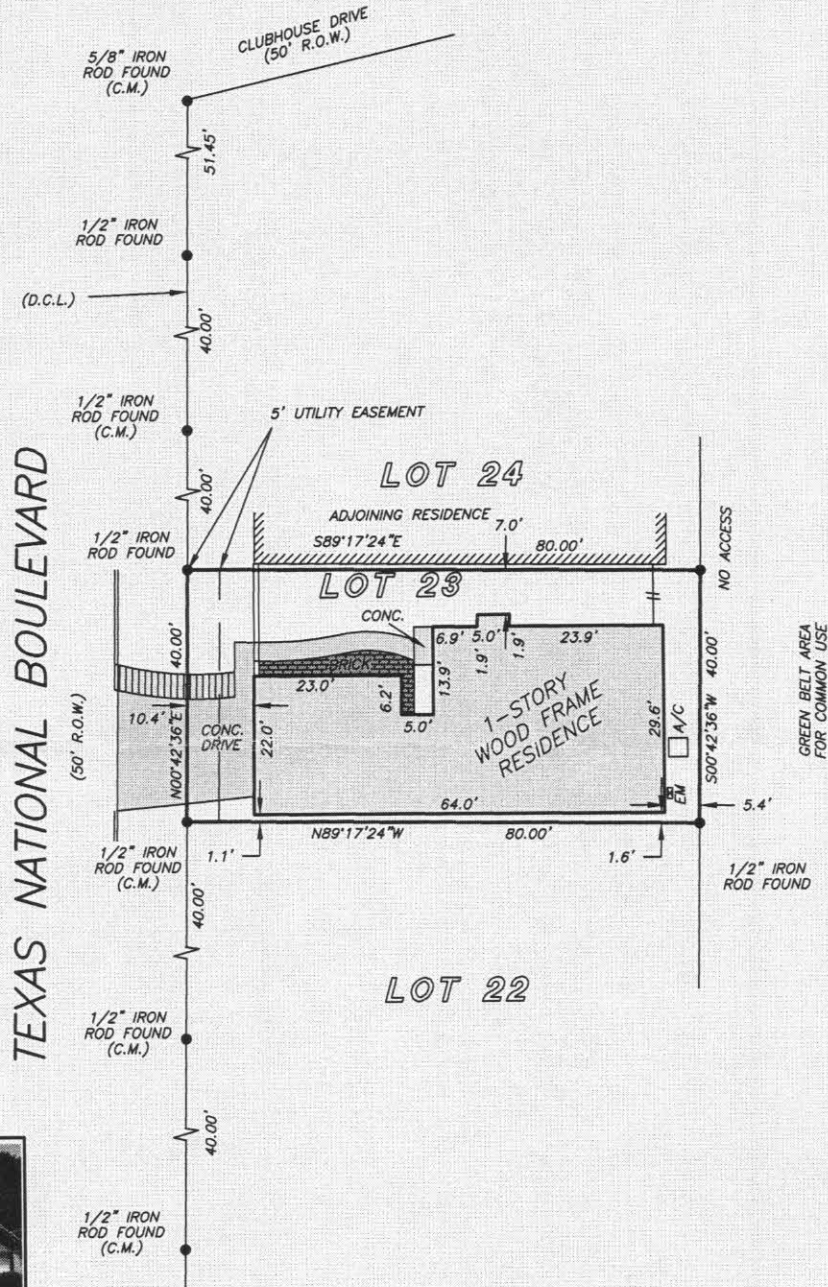 CLUBHOUSE DRIVE
(50' R.O.W.)
5/8" IRON
ROD FOUND
(C.M.)
51.45'
1/2" IRON
ROD FOUND
(D.C.L.)
40.00'
1/2" IRON
ROD FOUND
(C.M.)
5' UTILITY EASEMENT
40.00'
LOT 24
1/2" IRON
ROD FOUND
ADJOINING RESIDENCE
7.0'
S89°17'24"E
80.00'
NO ACCESS
LOT 23
CONC.
TEXAS NATIONAL BOULEVARD
(50' R.O.W.)
40.00'
N00°42'36"E
BRICK
6.9'
5.0'
1.9'
1.9'
23.9'
23.0'
6.2'
13.9'
5.0'
10.4'
CONC.
DRIVE
22.0'
1-STORY
WOOD FRAME
RESIDENCE
29.6'
A/C
EM
40.00'
S00°42'36"W
GREEN BELT AREA
FOR COMMON USE
64.0'
5.4'
N89°17'24"W
80.00'
1.1'
1.6'
1/2" IRON
ROD FOUND
(C.M.)
1/2" IRON
ROD FOUND
40.00'
LOT 22
1/2" IRON
ROD FOUND
(C.M.)
40.00'
1/2" IRON
ROD FOUND
(C.M.)